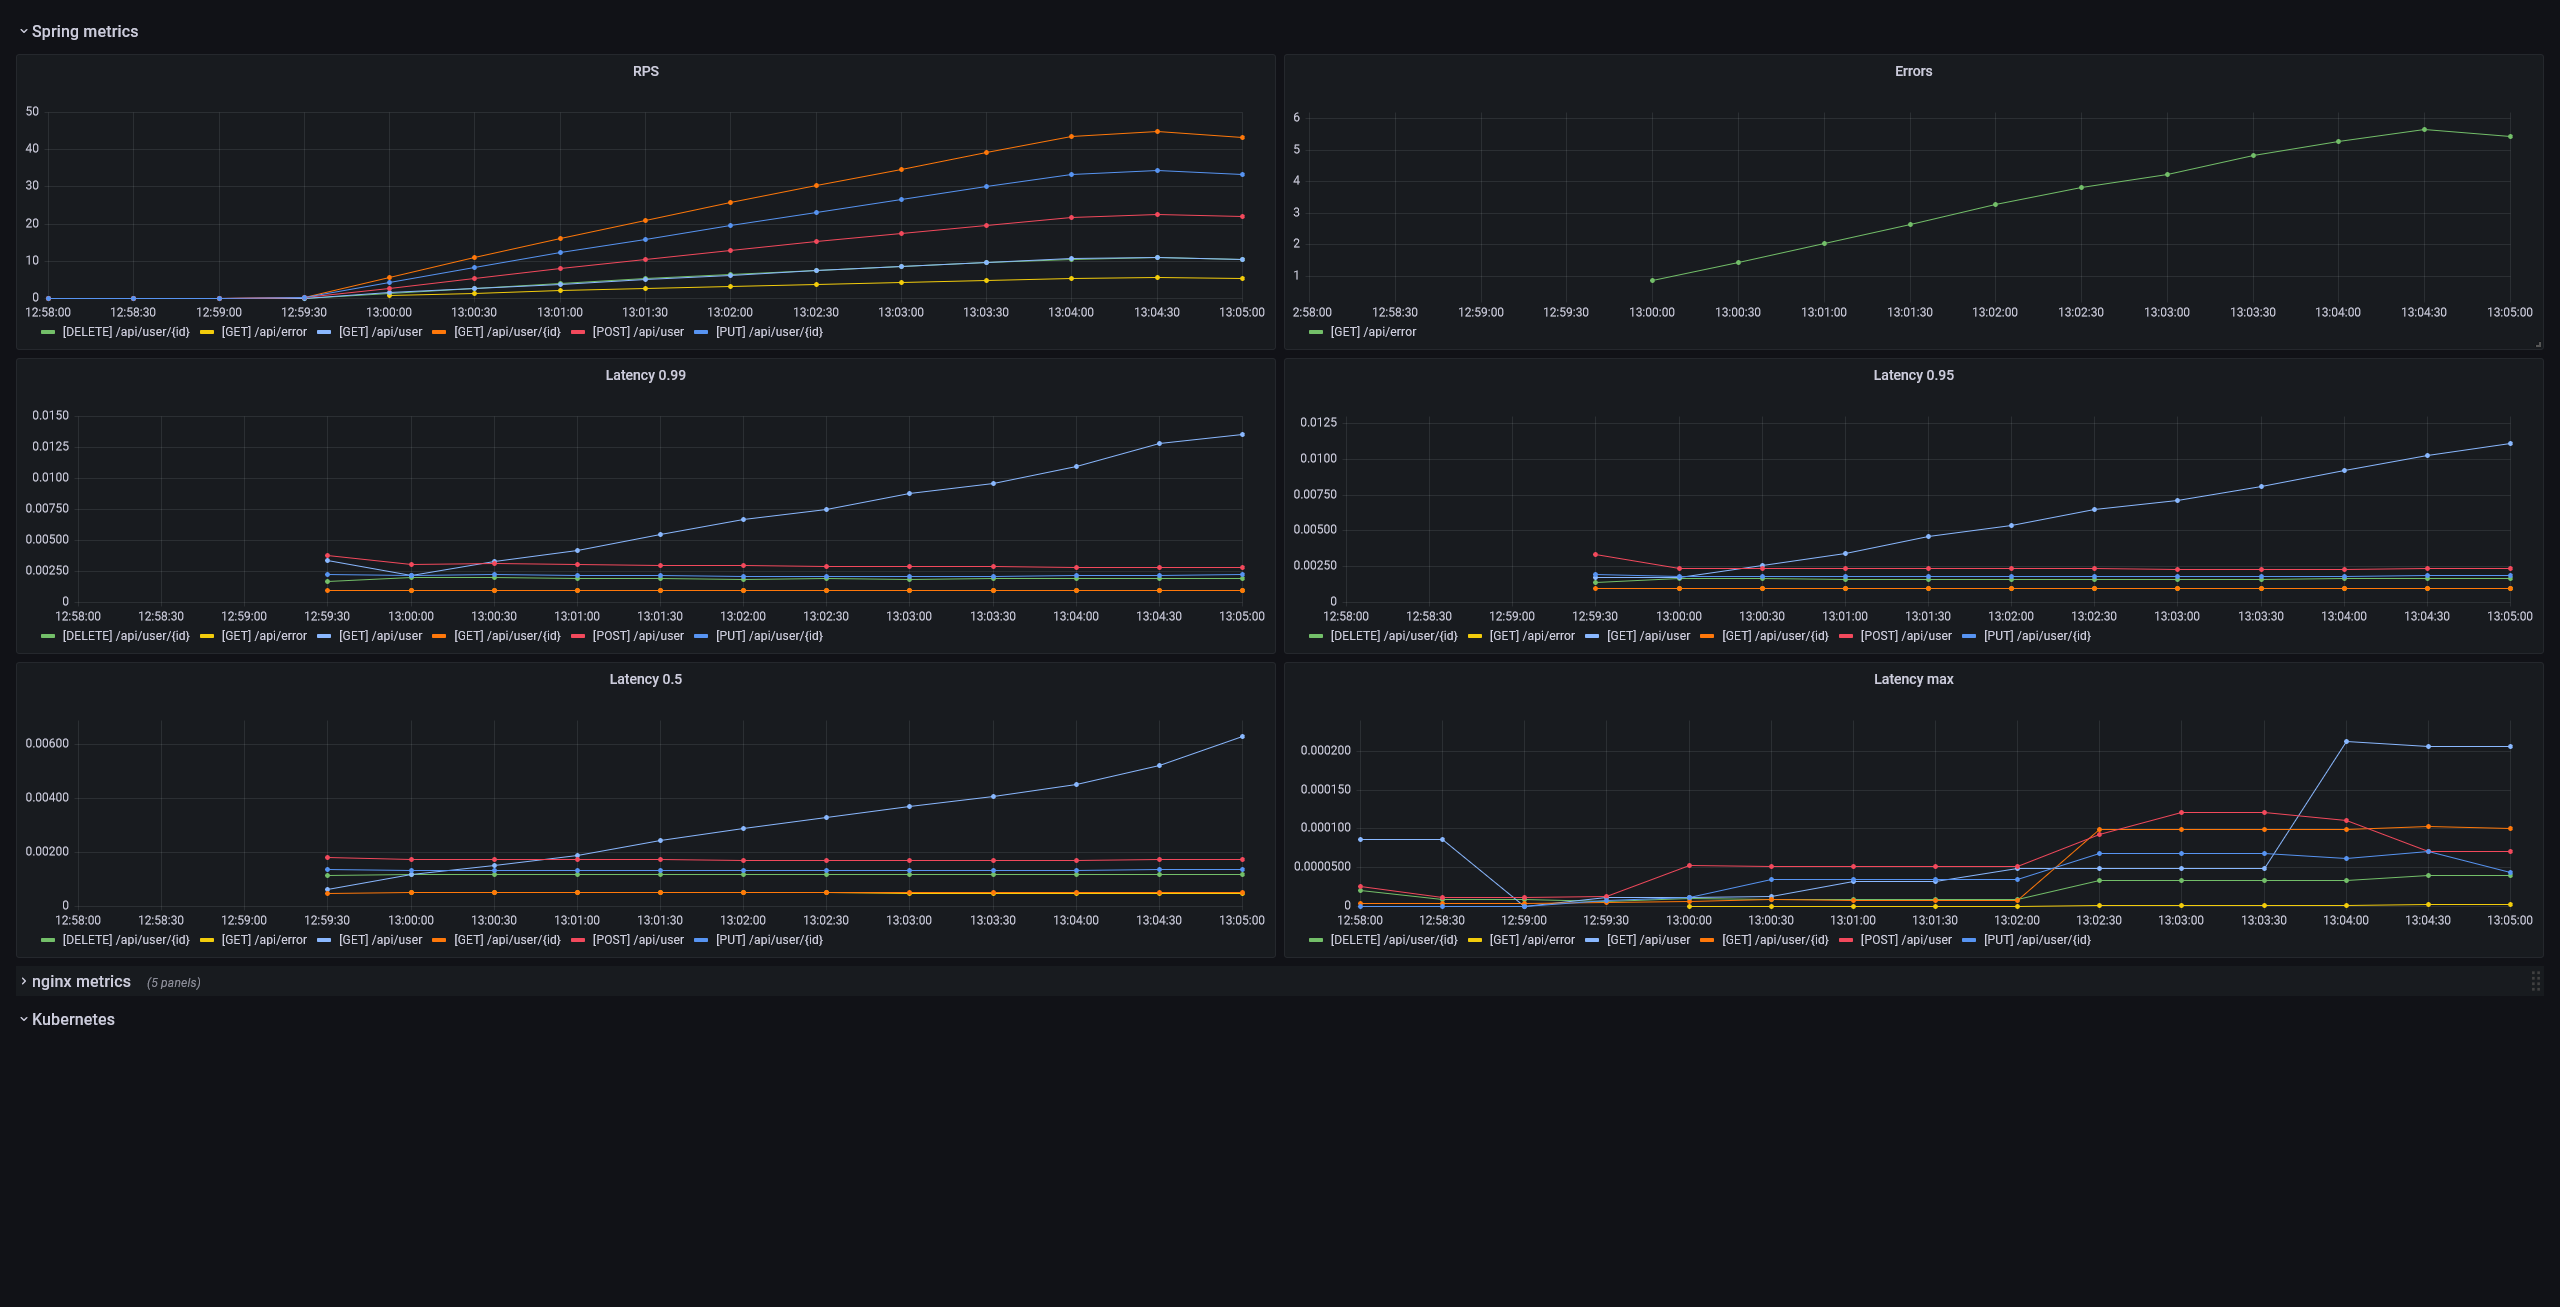 Spring metrics
RPS
50
40
30
20
10
0
12:58:00 12:58:30 12:59:00 12:59:30 13:00:00 13:00:30 13:01:00 13:01:30 13:02:00 13:02:30 13:03:00 13:03:30 13:04:00 13:04:30 13:05:00
[DELETE] /api/user/{id} [GET] /api/error [GET] /api/user [GET] /api/user/{id} [POST] /api/user [PUT] /api/user/{id}
Errors
6
5
4
3
2
1
2:58:00 12:58:30 12:59:00 12:59:30 13:00:00 13:00:30 13:01:00 13:01:30 13:02:00 13:02:30 13:03:00 13:03:30 13:04:00 13:04:30 13:05:00
[GET] /api/error
Latency 0.99
0.0150
0.0125
0.0100
0.00750
0.00500
0.00250
0
12:58:00 12:58:30 12:59:00 12:59:30 13:00:00 13:00:30 13:01:00 13:01:30 13:02:00 13:02:30 13:03:00 13:03:30 13:04:00 13:04:30 13:05:00
[DELETE] /api/user/{id} [GET] /api/error [GET] /api/user [GET] /api/user/{id} [POST] /api/user [PUT] /api/user/{id}
Latency 0.95
0.0125
0.0100
0.00750
0.00500
0.00250
0
12:58:00 12:58:30 12:59:00 12:59:30 13:00:00 13:00:30 13:01:00 13:01:30 13:02:00 13:02:30 13:03:00 13:03:30 13:04:00 13:04:30 13:05:00
[DELETE] /api/user/{id} [GET] /api/error [GET] /api/user [GET] /api/user/{id} [POST] /api/user [PUT] /api/user/{id}
Latency 0.5
0.00600
0.00400
0.00200
0
12:58:00 12:58:30 12:59:00 12:59:30 13:00:00 13:00:30 13:01:00 13:01:30 13:02:00 13:02:30 13:03:00 13:03:30 13:04:00 13:04:30 13:05:00
[DELETE] /api/user/{id} [GET] /api/error [GET] /api/user [GET] /api/user/{id} [POST] /api/user [PUT] /api/user/{id}
Latency max
0.000200
0.000150
0.000100
0.0000500
0
12:58:00 12:58:30 12:59:00 12:59:30 13:00:00 13:00:30 13:01:00 13:01:30 13:02:00 13:02:30 13:03:00 13:03:30 13:04:00 13:04:30 13:05:00
[DELETE] /api/user/{id} [GET] /api/error [GET] /api/user [GET] /api/user/{id} [POST] /api/user [PUT] /api/user/{id}
nginx metrics (5 panels)
Kubernetes